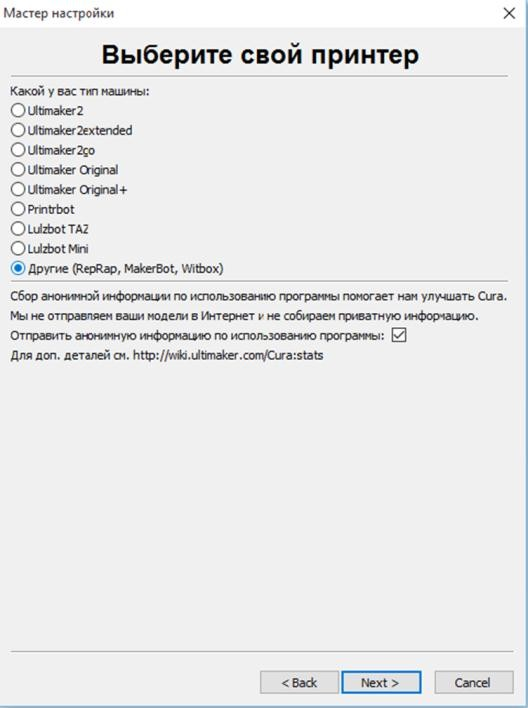 Мастер настройки
Выберите свой принтер
Какой у вас тип машины:
Ultimaker2
Ultimaker2extended
Ultimaker2go
Ultimaker Original
Ultimaker Original+
Printrbot
Lulzbot TAZ
Lulzbot Mini
Другие (RepRap, MakerBot, Witbox)
Сбор анонимной информации по использованию программы помогает нам улучшать Cura.
Мы не отправляем ваши модели в Интернет и не собираем приватную информацию.
Отправить анонимную информацию по использованию программы:
Для доп. деталей см. http://wiki.ultimaker.com/Cura:stats
< Back Next > Cancel